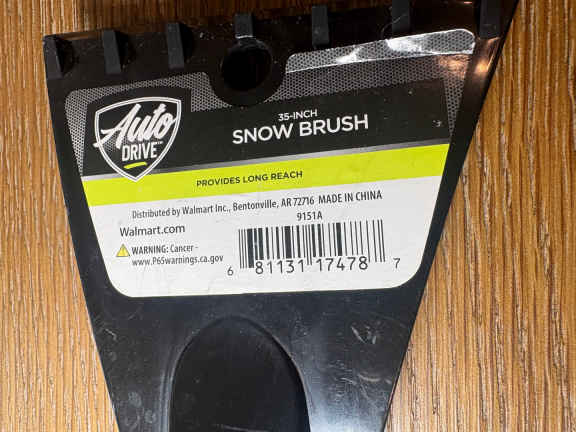 Auto
DRIVE™
35-INCH
SNOW BRUSH
PROVIDES LONG REACH
Distributed by Walmart Inc., Bentonville, AR 72716 MADE IN CHINA
Walmart.com
9151A
WARNING: Cancer -
www.P65warnings.ca.gov
6 81131 17478 7